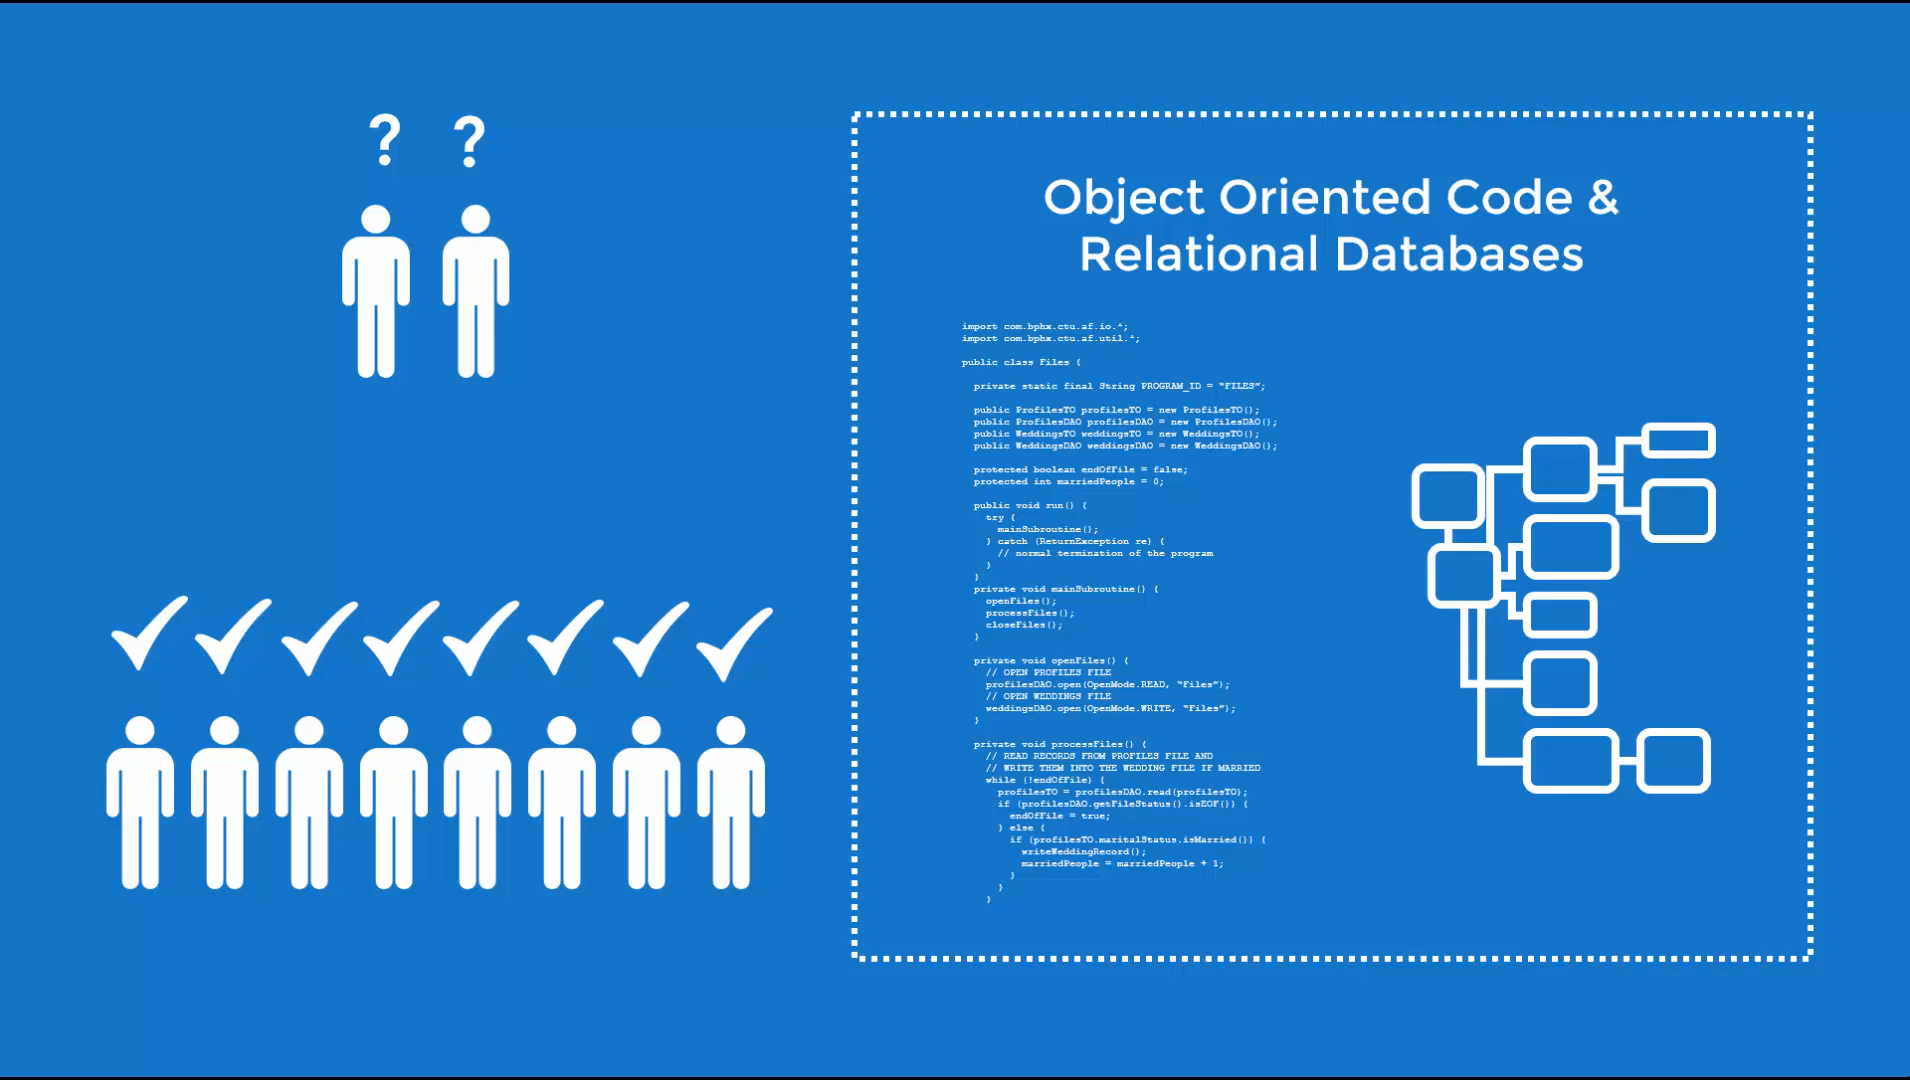 ? ?
Object Oriented Code &
Relational Databases
import com.bphx.ctu.af.io.*;
import com.bphx.ctu.af.util.*;
public class Files {
private static final String PROGRAM_ID = “FILES”;
public ProfilesTO profilesTO = new ProfilesTO();
public ProfilesDAO profilesDAO = new ProfilesDAO();
public WeddingsTO weddingsTO = new WeddingsTO();
public WeddingsDAO weddingsDAO = new WeddingsDAO();
protected boolean endOfFile = false;
protected int marriedPeople = 0;
public void run() {
try {
mainSubroutine();
} catch (ReturnException re) {
// normal termination of the program
}
}
private void mainSubroutine() {
openFiles();
processFiles();
closeFiles();
}
private void openFiles() {
// OPEN PROFILES FILE
profilesDAO.open(OpenMode.READ, “Files”);
// OPEN WEDDINGS FILE
weddingsDAO.open(OpenMode.WRITE, “Files”);
}
private void processFiles() {
// READ RECORDS FROM PROFILES FILE AND
// WRITE THEM INTO THE WEDDING FILE IF MARRIED
while (!endOfFile) {
profilesTO = profilesDAO.read(profilesTO);
if (profilesDAO.getFileStatus().isEOF()) {
endOfFile = true;
} else {
if (profilesTO.maritalStatus.isMarried()) {
writeWeddingRecord();
marriedPeople = marriedPeople + 1;
}
}
}